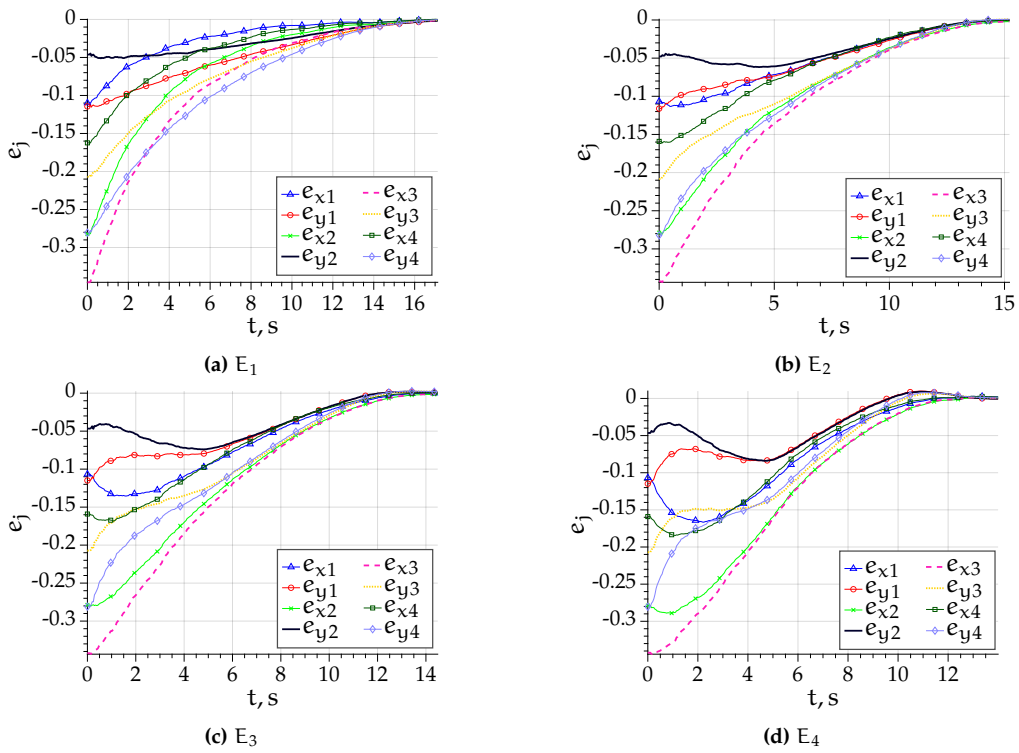 0
-0.05
-0.1
-0.15
-0.2
-0.25
-0.3
e_j
0 2 4 6 8 10 12 14 16
t, s
e_x1 e_x3
e_y1 e_y3
e_x2 e_x4
e_y2 e_y4
(a) E_1
0
-0.05
-0.1
-0.15
-0.2
-0.25
-0.3
e_j
0 5 10 15
t, s
e_x1 e_x3
e_y1 e_y3
e_x2 e_x4
e_y2 e_y4
(b) E_2
0
-0.05
-0.1
-0.15
-0.2
-0.25
-0.3
e_j
0 2 4 6 8 10 12 14
t, s
e_x1 e_x3
e_y1 e_y3
e_x2 e_x4
e_y2 e_y4
(c) E_3
0
-0.05
-0.1
-0.15
-0.2
-0.25
-0.3
e_j
0 2 4 6 8 10 12
t, s
e_x1 e_x3
e_y1 e_y3
e_x2 e_x4
e_y2 e_y4
(d) E_4